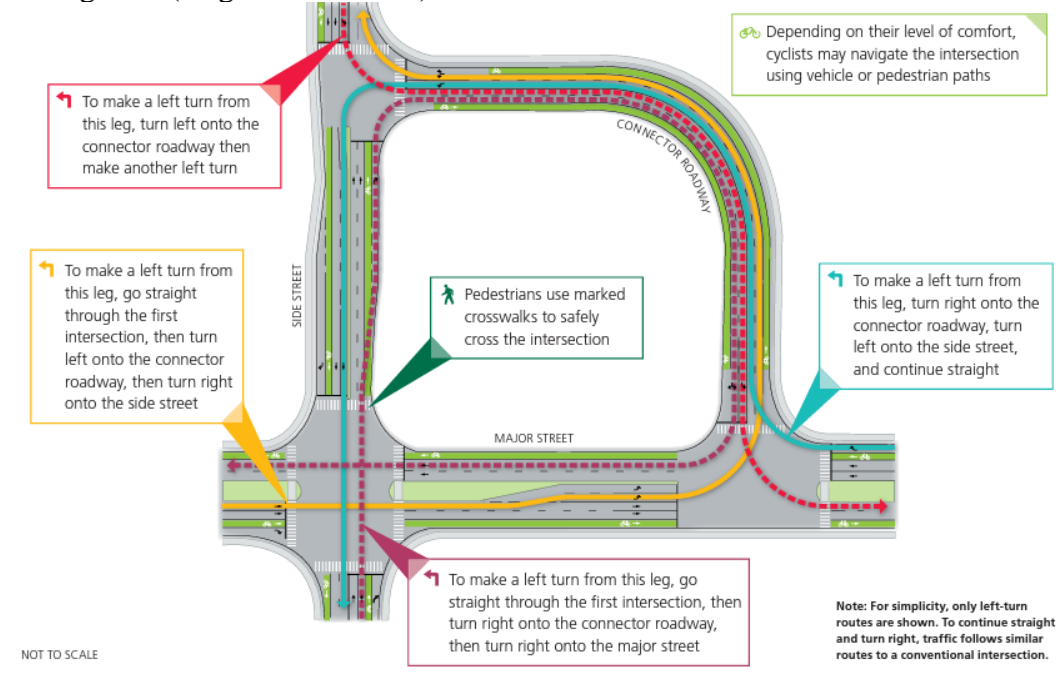 Depending on their level of comfort,
cyclists may navigate the intersection
using vehicle or pedestrian paths
To make a left turn from
this leg, turn left onto the
connector roadway then
make another left turn
CONNECTOR ROADWAY
To make a left turn from
this leg, go straight
through the first
intersection, then turn
left onto the connector
roadway, then turn right
onto the side street
SIDE STREET
Pedestrians use marked
crosswalks to safely
cross the intersection
To make a left turn from
this leg, turn right onto the
connector roadway, turn
left onto the side street,
and continue straight
MAJOR STREET
To make a left turn from this leg, go
straight through the first intersection, then
turn right onto the connector roadway,
then turn right onto the major street
Note: For simplicity, only left-turn
routes are shown. To continue straight
and turn right, traffic follows similar
routes to a conventional intersection.
NOT TO SCALE